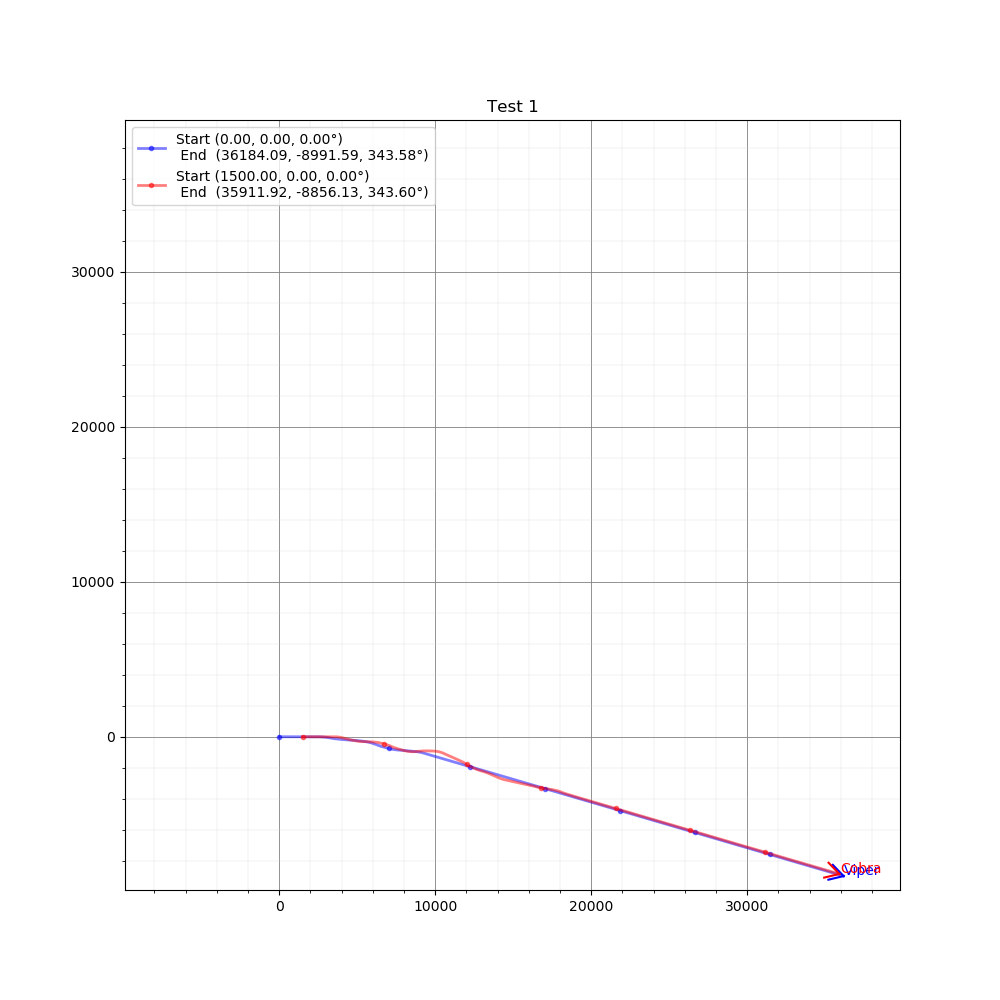 Test 1
Start (0.00, 0.00, 0.00°)
End  (36184.09, -8991.59, 343.58°)
Start (1500.00, 0.00, 0.00°)
End  (35911.92, -8856.13, 343.60°)
30000
20000
10000
0
Cobra
Viper
0
10000
20000
30000